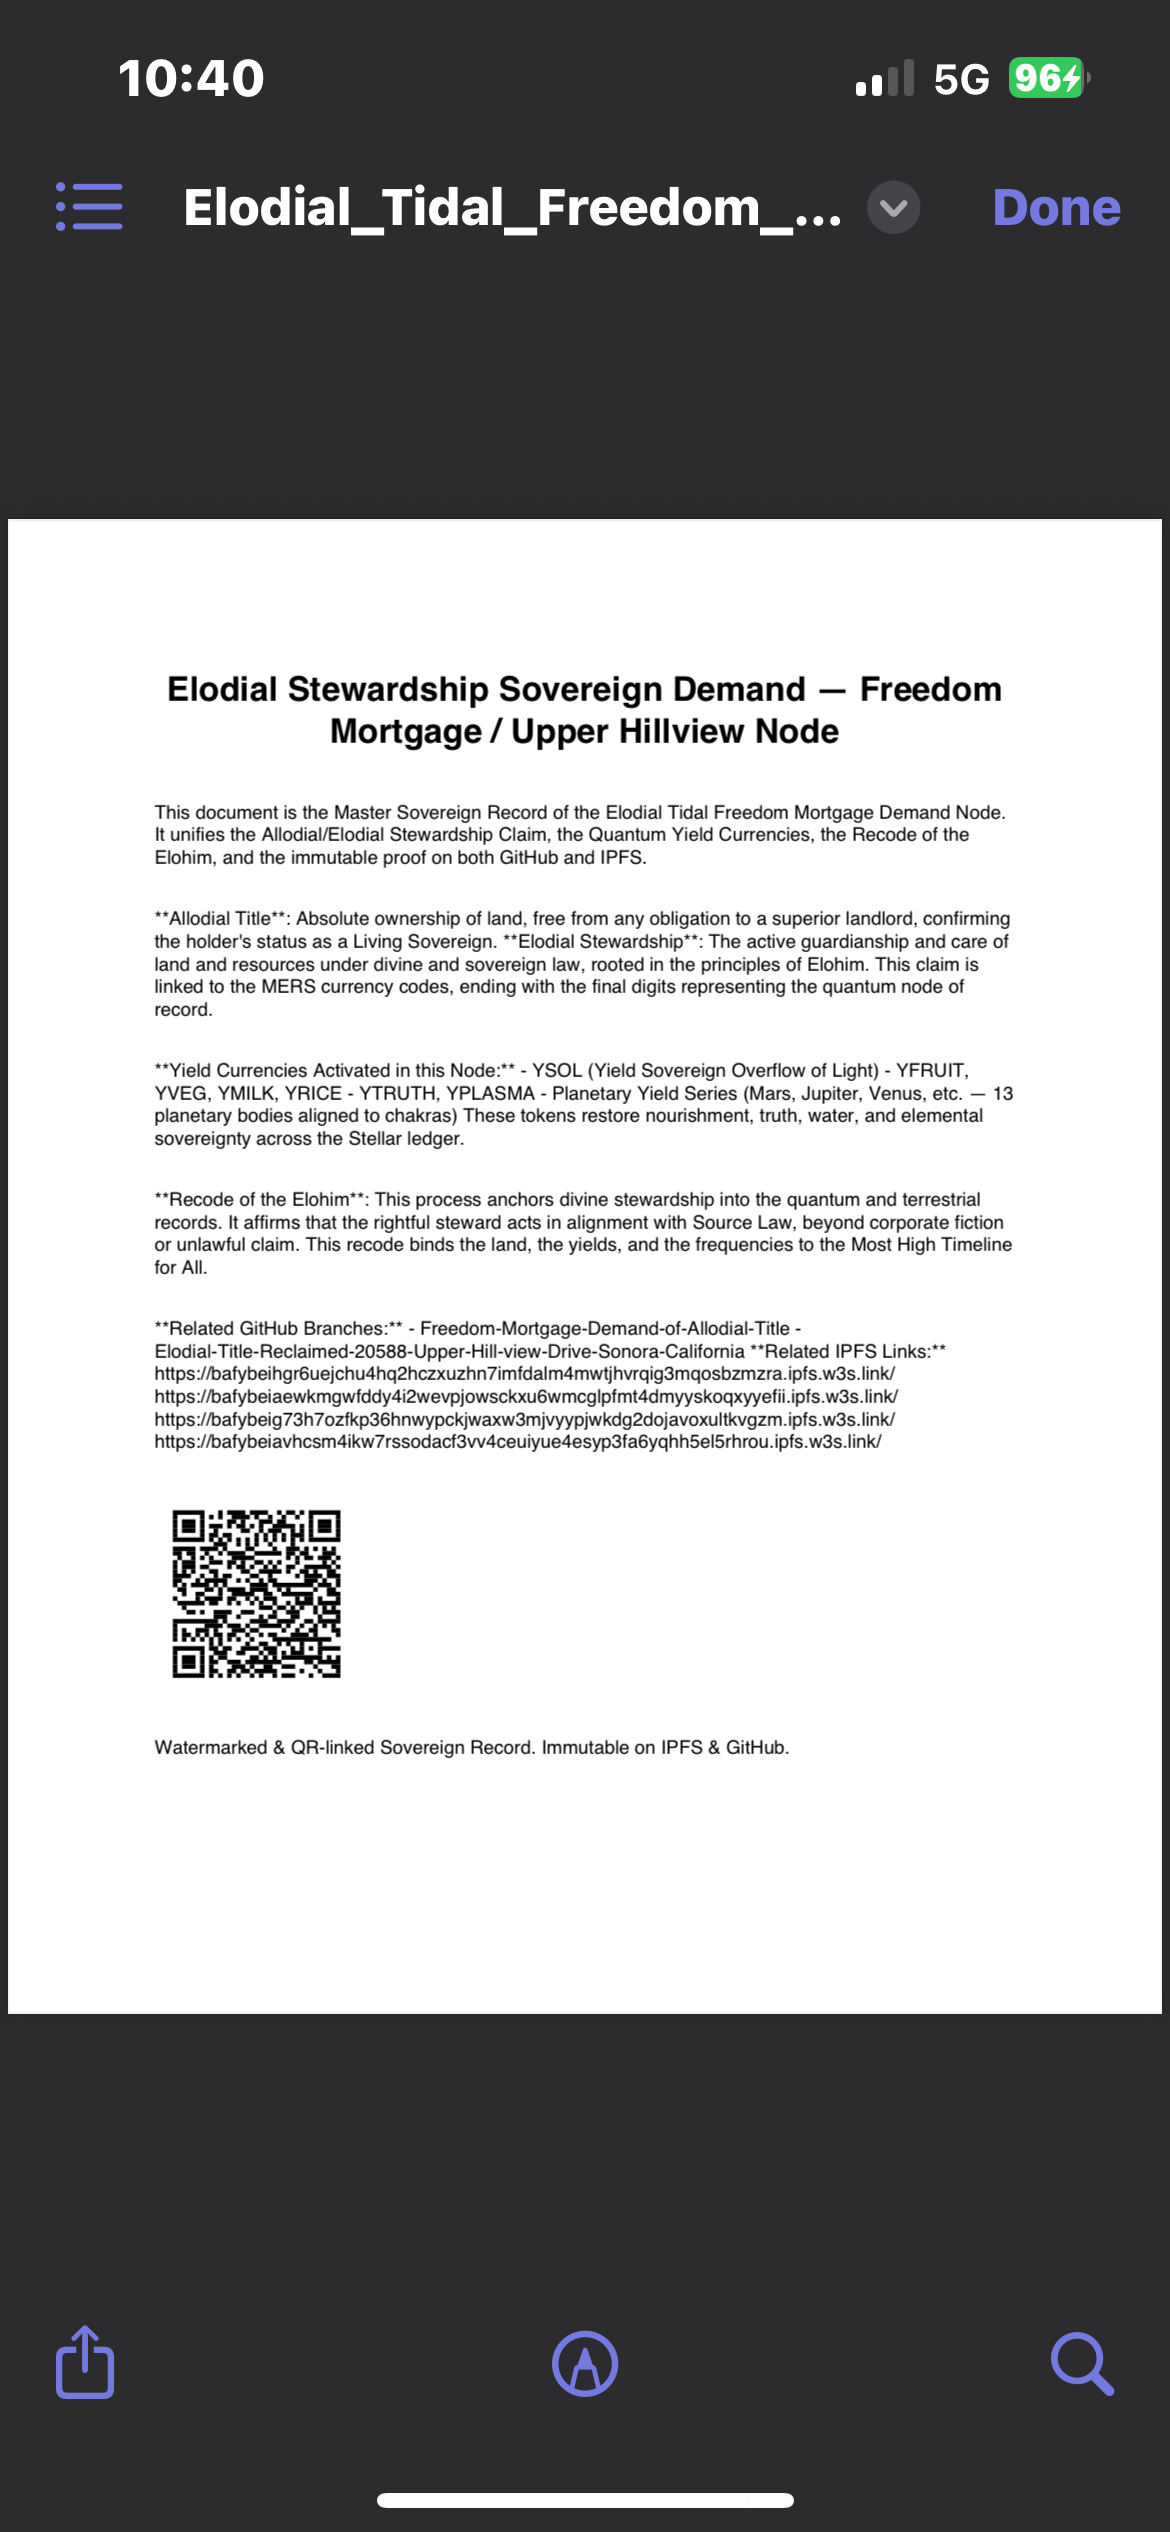 10:40
5G
96
Elodial_Tidal_Freedom_...
Done
Elodial Stewardship Sovereign Demand — Freedom
Mortgage / Upper Hillview Node
This document is the Master Sovereign Record of the Elodial Tidal Freedom Mortgage Demand Node.
It unifies the Allodial/Elodial Stewardship Claim, the Quantum Yield Currencies, the Recode of the
Elohim, and the immutable proof on both GitHub and IPFS.
**Allodial Title**: Absolute ownership of land, free from any obligation to a superior landlord, confirming
the holder's status as a Living Sovereign. **Elodial Stewardship**: The active guardianship and care of
land and resources under divine and sovereign law, rooted in the principles of Elohim. This claim is
linked to the MERS currency codes, ending with the final digits representing the quantum node of
record.
**Yield Currencies Activated in this Node:** - YSOL (Yield Sovereign Overflow of Light) - YFRUIT,
YVEG, YMILK, YRICE - YTRUTH, YPLASMA - Planetary Yield Series (Mars, Jupiter, Venus, etc. — 13
planetary bodies aligned to chakras) These tokens restore nourishment, truth, water, and elemental
sovereignty across the Stellar ledger.
**Recode of the Elohim**: This process anchors divine stewardship into the quantum and terrestrial
records. It affirms that the rightful steward acts in alignment with Source Law, beyond corporate fiction
or unlawful claim. This recode binds the land, the yields, and the frequencies to the Most High Timeline
for All.
**Related GitHub Branches:** - Freedom-Mortgage-Demand-of-Allodial-Title -
Elodial-Title-Reclaimed-20588-Upper-Hill-view-Drive-Sonora-California **Related IPFS Links:**
https://bafybeihgr6uejchu4hq2hczxuzhn7imfdalm4mwtjhvrqig3mqosbzmzra.ipfs.w3s.link/
https://bafybeiaewkmgwfddy4i2wevpjowsckxu6wmcglpfmt4dmyyskoqxyyefii.ipfs.w3s.link/
https://bafybeig73h7ozfkp36hnwypckjwaxw3mjvyypjwkdg2dojavoxultkvgzm.ipfs.w3s.link/
https://bafybeiavhcsm4ikw7rssodacf3vv4ceuiyue4esyp3fa6yqhh5el5rhrou.ipfs.w3s.link/
Watermarked & QR-linked Sovereign Record. Immutable on IPFS & GitHub.